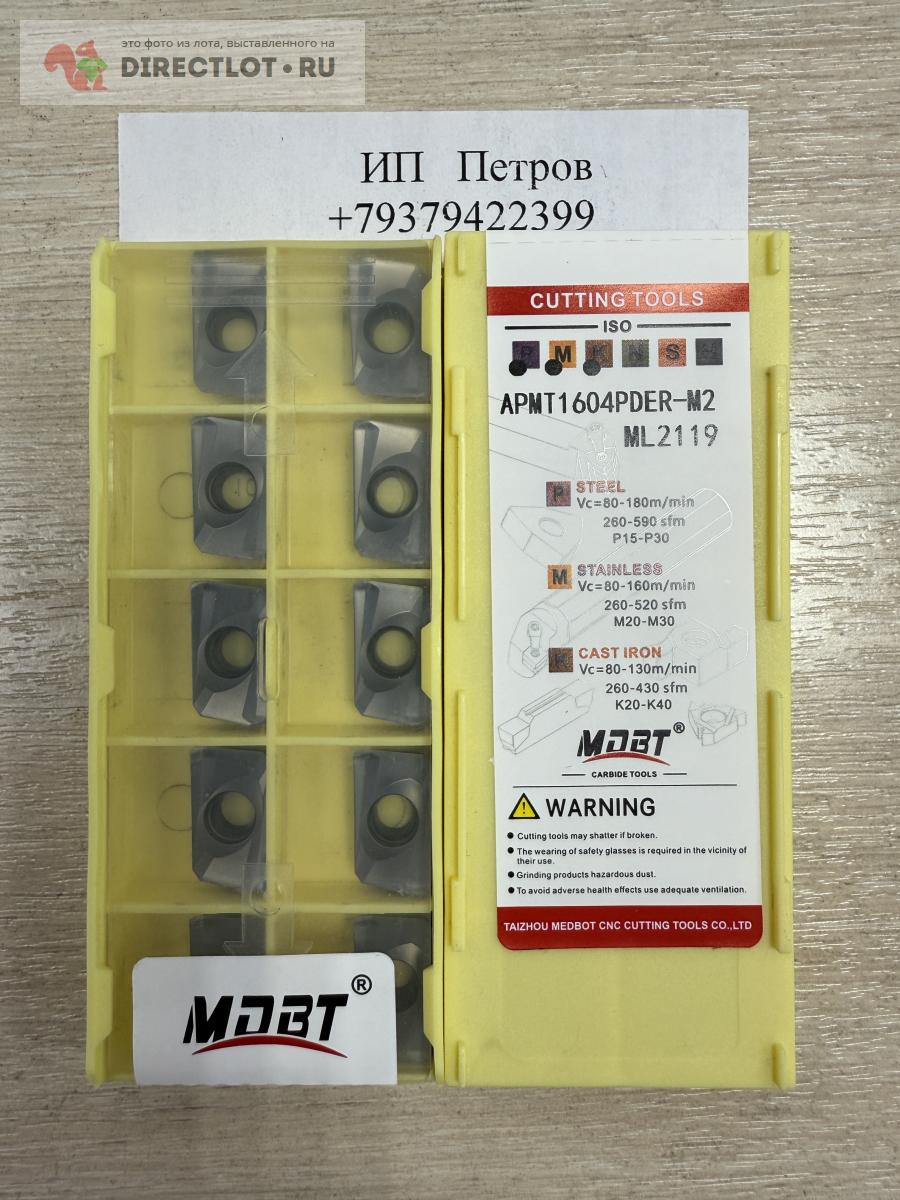 это фото из лота, выставленного на
DIRECTLOT.RU
ИП Петров
+79379422399
CUTTING TOOLS
ISO
P M K N S H
APMT1604PDER-M2
ML2119
P STEEL
Vc=80-180m/min
260-590 sfm
P15-P30
M STAINLESS
Vc=80-160m/min
260-520 sfm
M20-M30
K CAST IRON
Vc=80-130m/min
260-430 sfm
K20-K40
MDBT®
CARBIDE TOOLS
WARNING
Cutting tools may shatter if broken.
The wearing of safety glasses is required in the vicinity of
their use.
Grinding products hazardous dust.
To avoid adverse health effects use adequate ventilation.
TAIZHOU MEDBOT CNC CUTTING TOOLS CO.,LTD
MDBT®